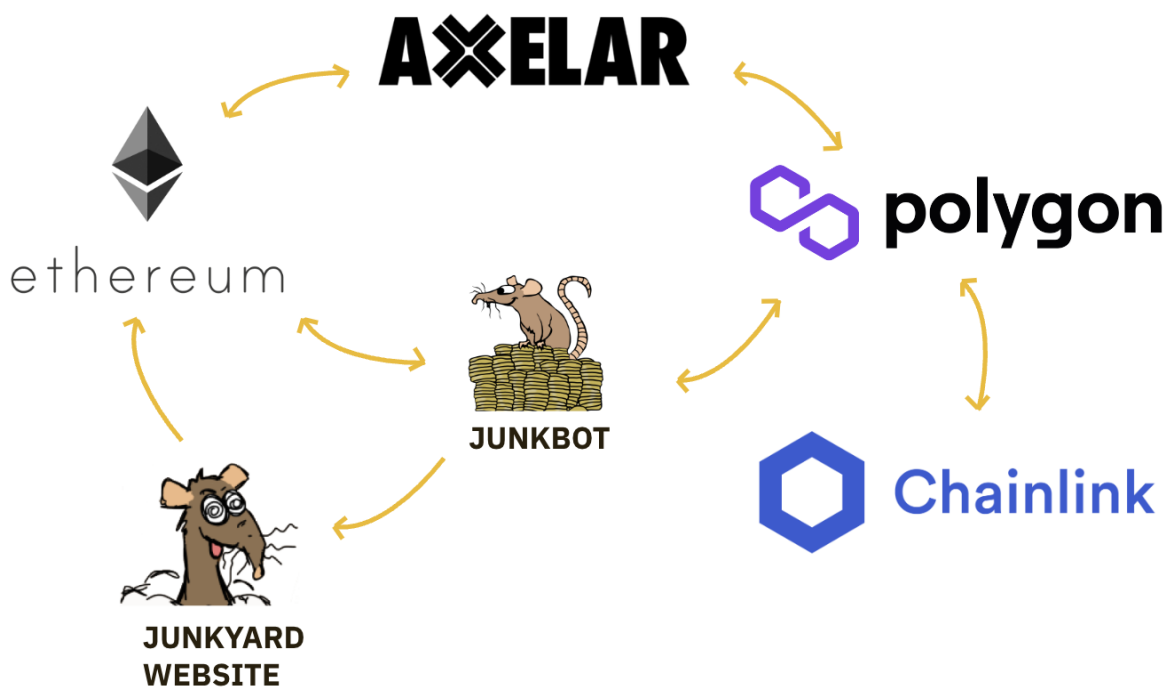 AXELAR
ethereum
polygon
JUNKBOT
Chainlink
JUNKYARD
WEBSITE